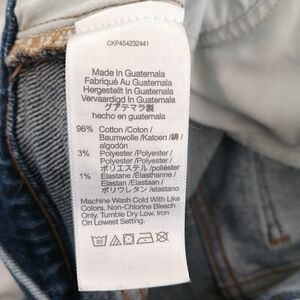 CKP454232441
Made In Guatemala
Fabriqué Au Guatemala
Hergestellt In Guatemala
Vervaardigd In Guatemala
グアテマラ製
hecho en guatemala
96% Cotton /Coton /
Baumwolle /Katoen /綿 /
algodón
3% Polyester /Polyester /
Polyester /Polyester /
ポリエステル /poliéster
1% Elastane /Elasthanne /
Elastan /Elastaan /
ポリウレタン /elastano
Machine Wash Cold With Like
Colors. Non-Chlorine Bleach
Only. Tumble Dry Low. Iron
On Lowest Setting.